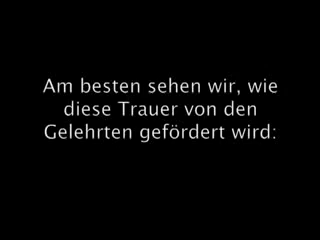 Am besten sehen wir, wie
diese Trauer von den
Gelehrten gefördert wird: